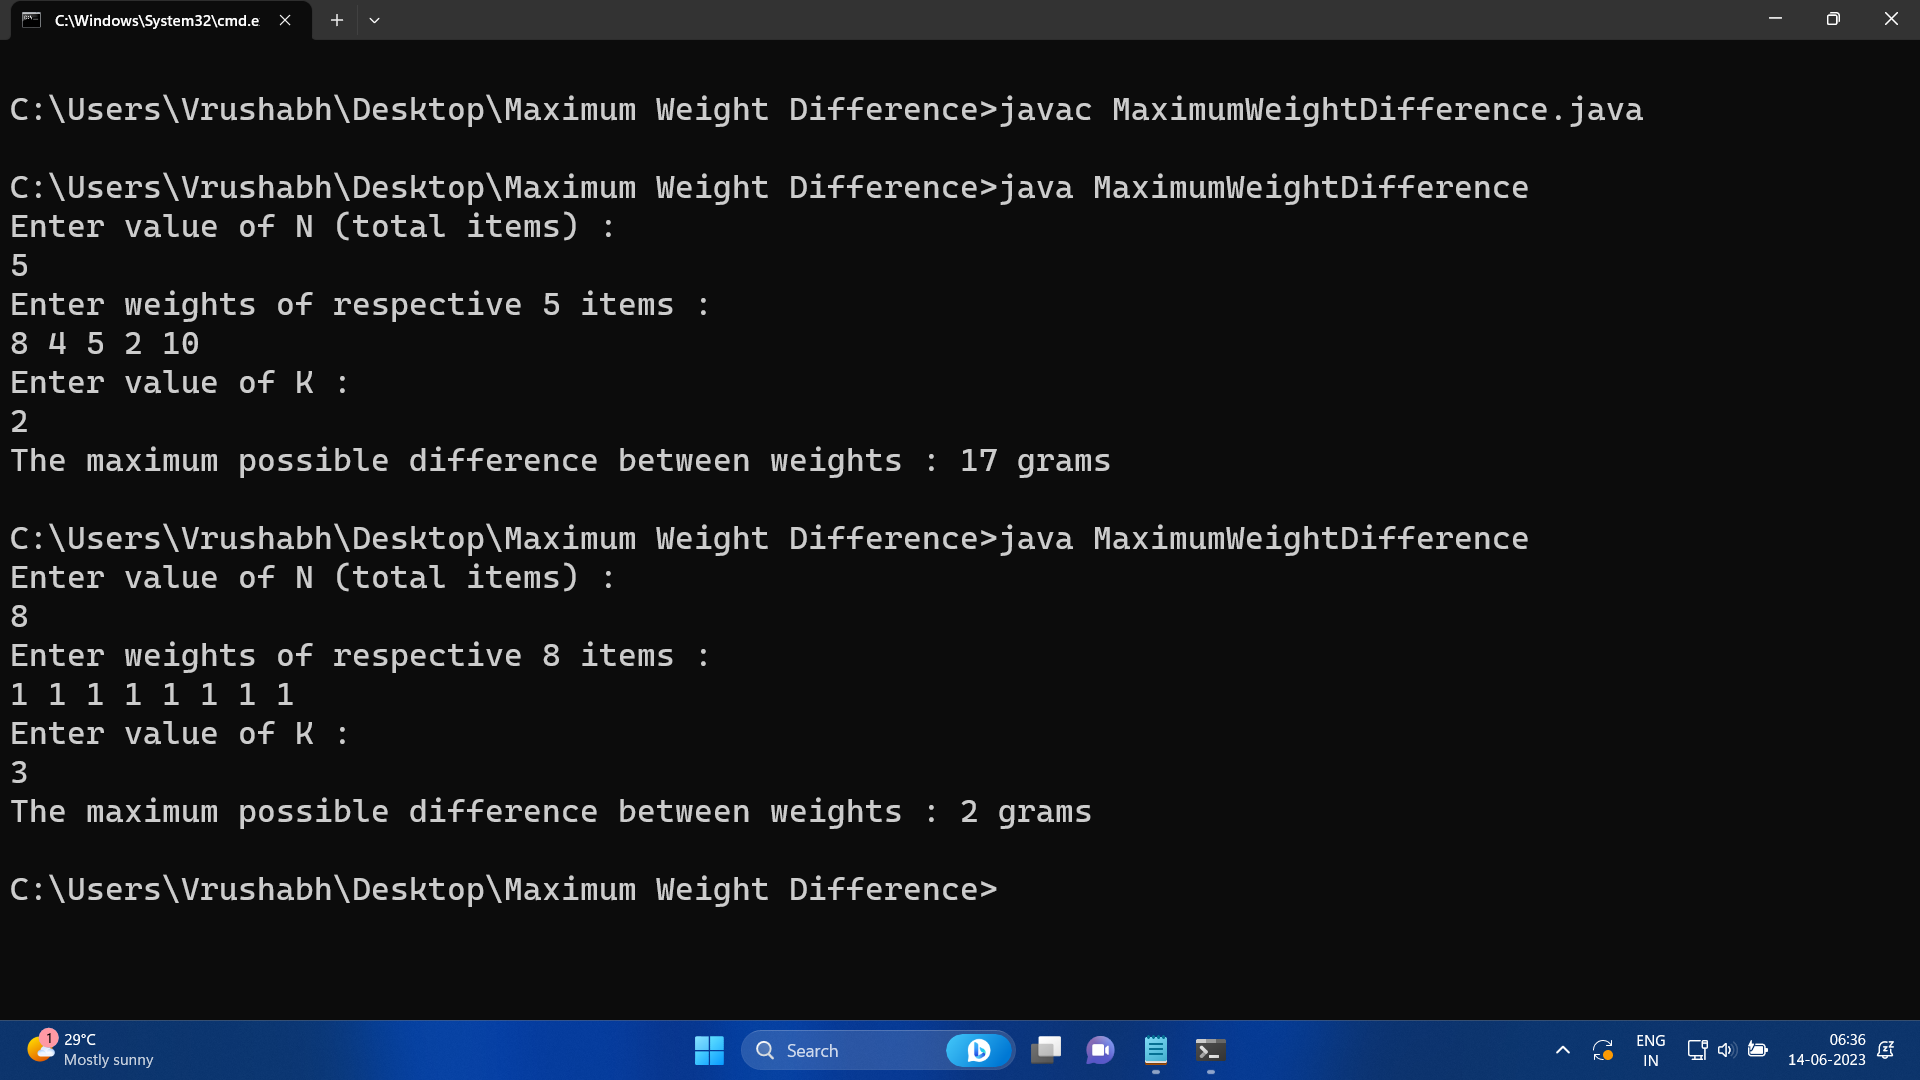 C:\Windows\System32\cmd.e
C:\Users\Vrushabh\Desktop\Maximum Weight Difference>javac MaximumWeightDifference.java
C:\Users\Vrushabh\Desktop\Maximum Weight Difference>java MaximumWeightDifference
Enter value of N (total items) :
5
Enter weights of respective 5 items :
8 4 5 2 10
Enter value of K :
2
The maximum possible difference between weights : 17 grams
C:\Users\Vrushabh\Desktop\Maximum Weight Difference>java MaximumWeightDifference
Enter value of N (total items) :
8
Enter weights of respective 8 items :
1 1 1 1 1 1 1 1
Enter value of K :
3
The maximum possible difference between weights : 2 grams
C:\Users\Vrushabh\Desktop\Maximum Weight Difference>
1
29°C
Mostly sunny
Search
ENG
IN
06:36
14-06-2023